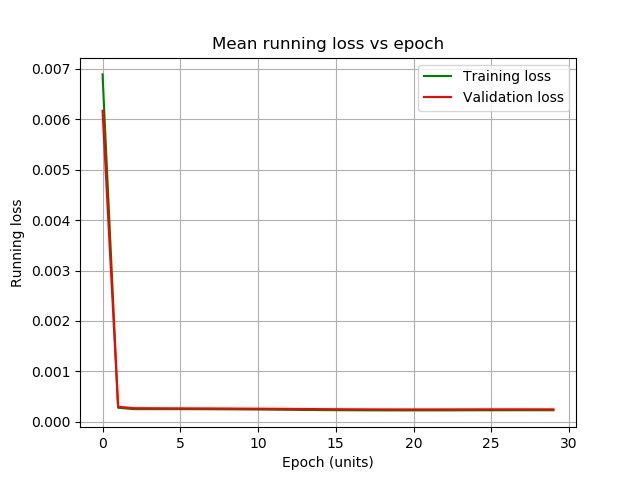 Mean running loss vs epoch
Training loss
Validation loss
0.007
0.006
0.005
0.004
0.003
0.002
0.001
0.000
Running loss
0 5 10 15 20 25 30
Epoch (units)